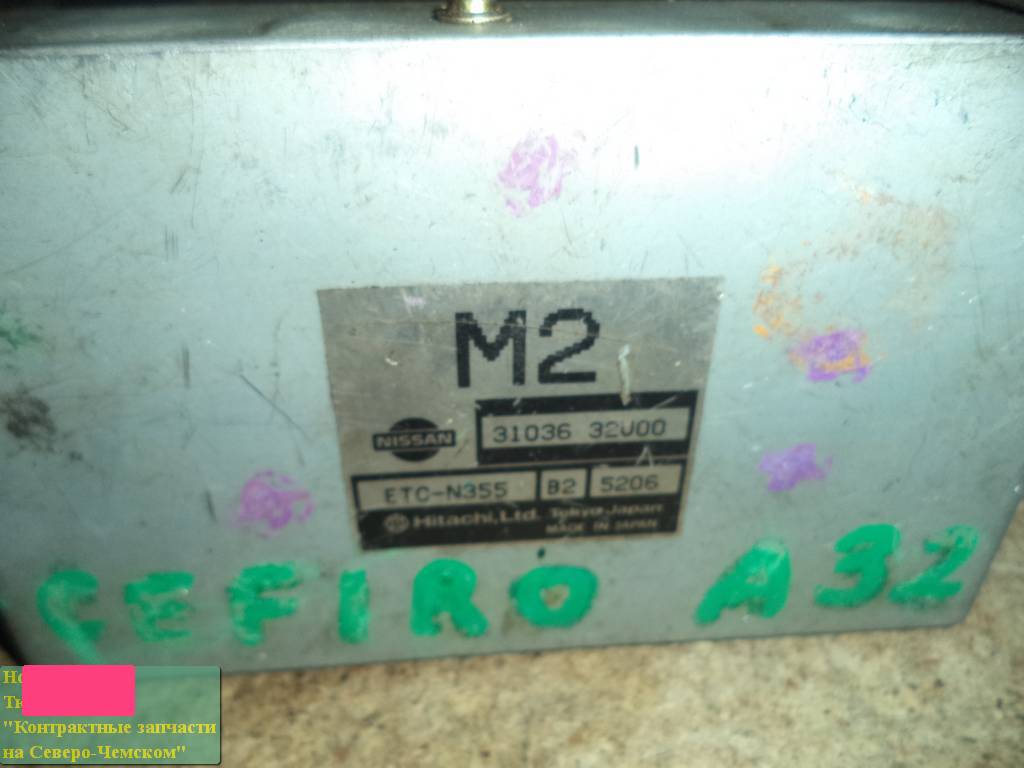 M2
NISSAN
31036 32U00
ETC-N355 B2 5206
Hitachi, Ltd. Tokyo Japan
MADE IN JAPAN
CEFIRO A32
"Контрактные запчасти
на Северо-Чемском"